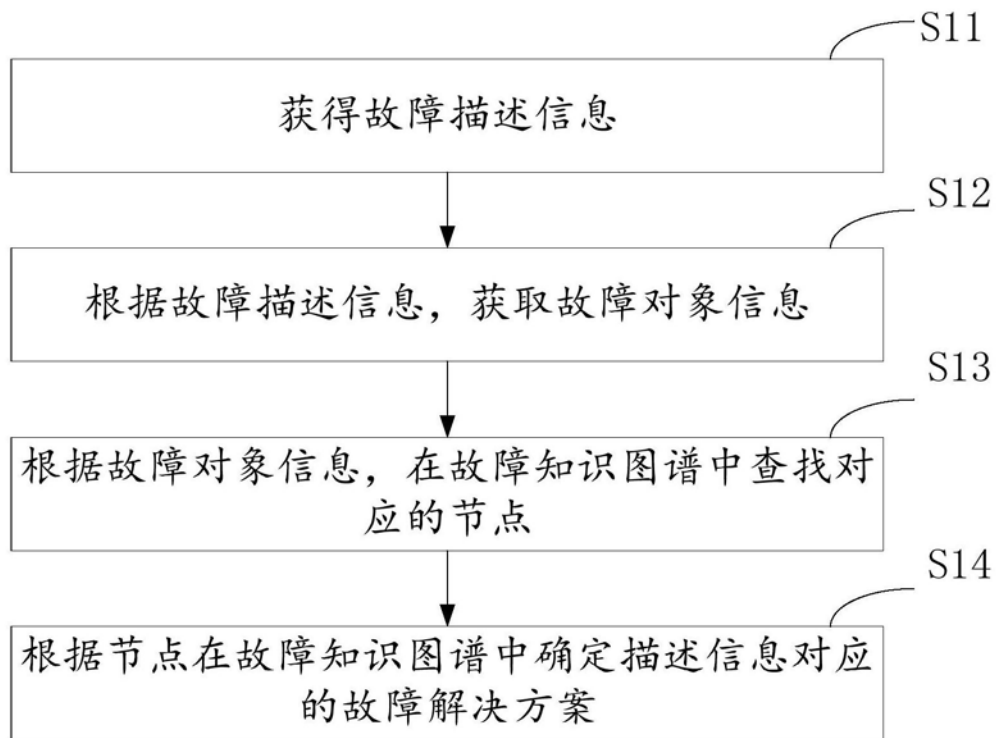 S11
获得故障描述信息
S12
根据故障描述信息，获取故障对象信息
S13
根据故障对象信息，在故障知识图谱中查找对
应的节点
S14
根据节点在故障知识图谱中确定描述信息对应
的故障解决方案